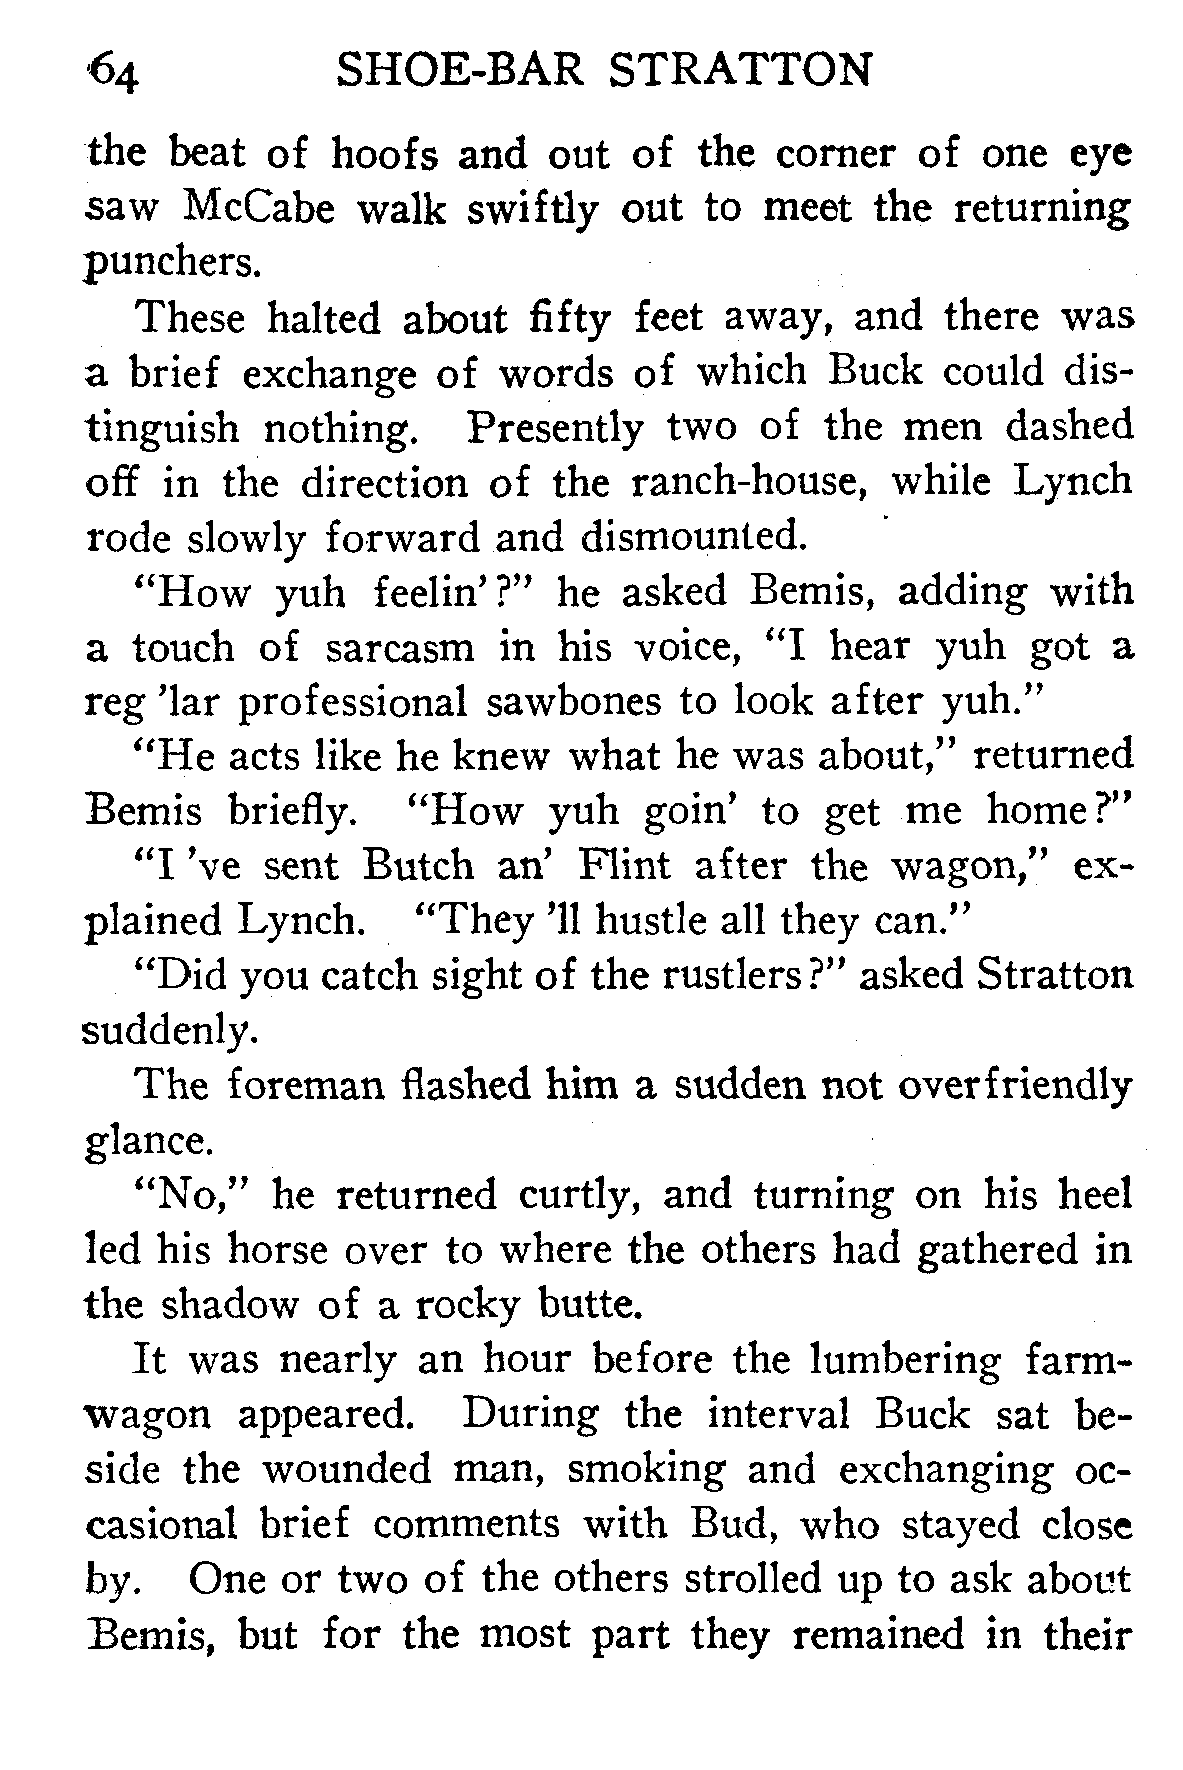 64 SHOE-BAR STRATTON
the beat of hoofs and out of the corner of one eye
saw McCabe walk swiftly out to meet the returning
punchers.
These halted about fifty feet away, and there was
a brief exchange of words of which Buck could dis-
tinguish nothing. Presently two of the men dashed
off in the direction of the ranch-house, while Lynch
rode slowly forward and dismounted.
“How yuh feelin’?” he asked Bemis, adding with
a touch of sarcasm in his voice, “I hear yuh got a
reg ’lar professional sawbones to look after yuh.”
“He acts like he knew what he was about,” returned
Bemis briefly. “How yuh goin’ to get me home?”
“I ’ve sent Butch an’ Flint after the wagon,” ex-
plained Lynch. “They ’ll hustle all they can.”
“Did you catch sight of the rustlers?” asked Stratton
suddenly.
The foreman flashed him a sudden not overfriendly
glance.
“No,” he returned curtly, and turning on his heel
led his horse over to where the others had gathered in
the shadow of a rocky butte.
It was nearly an hour before the lumbering farm-
wagon appeared. During the interval Buck sat be-
side the wounded man, smoking and exchanging oc-
casional brief comments with Bud, who stayed close
by. One or two of the others strolled up to ask about
Bemis, but for the most part they remained in their